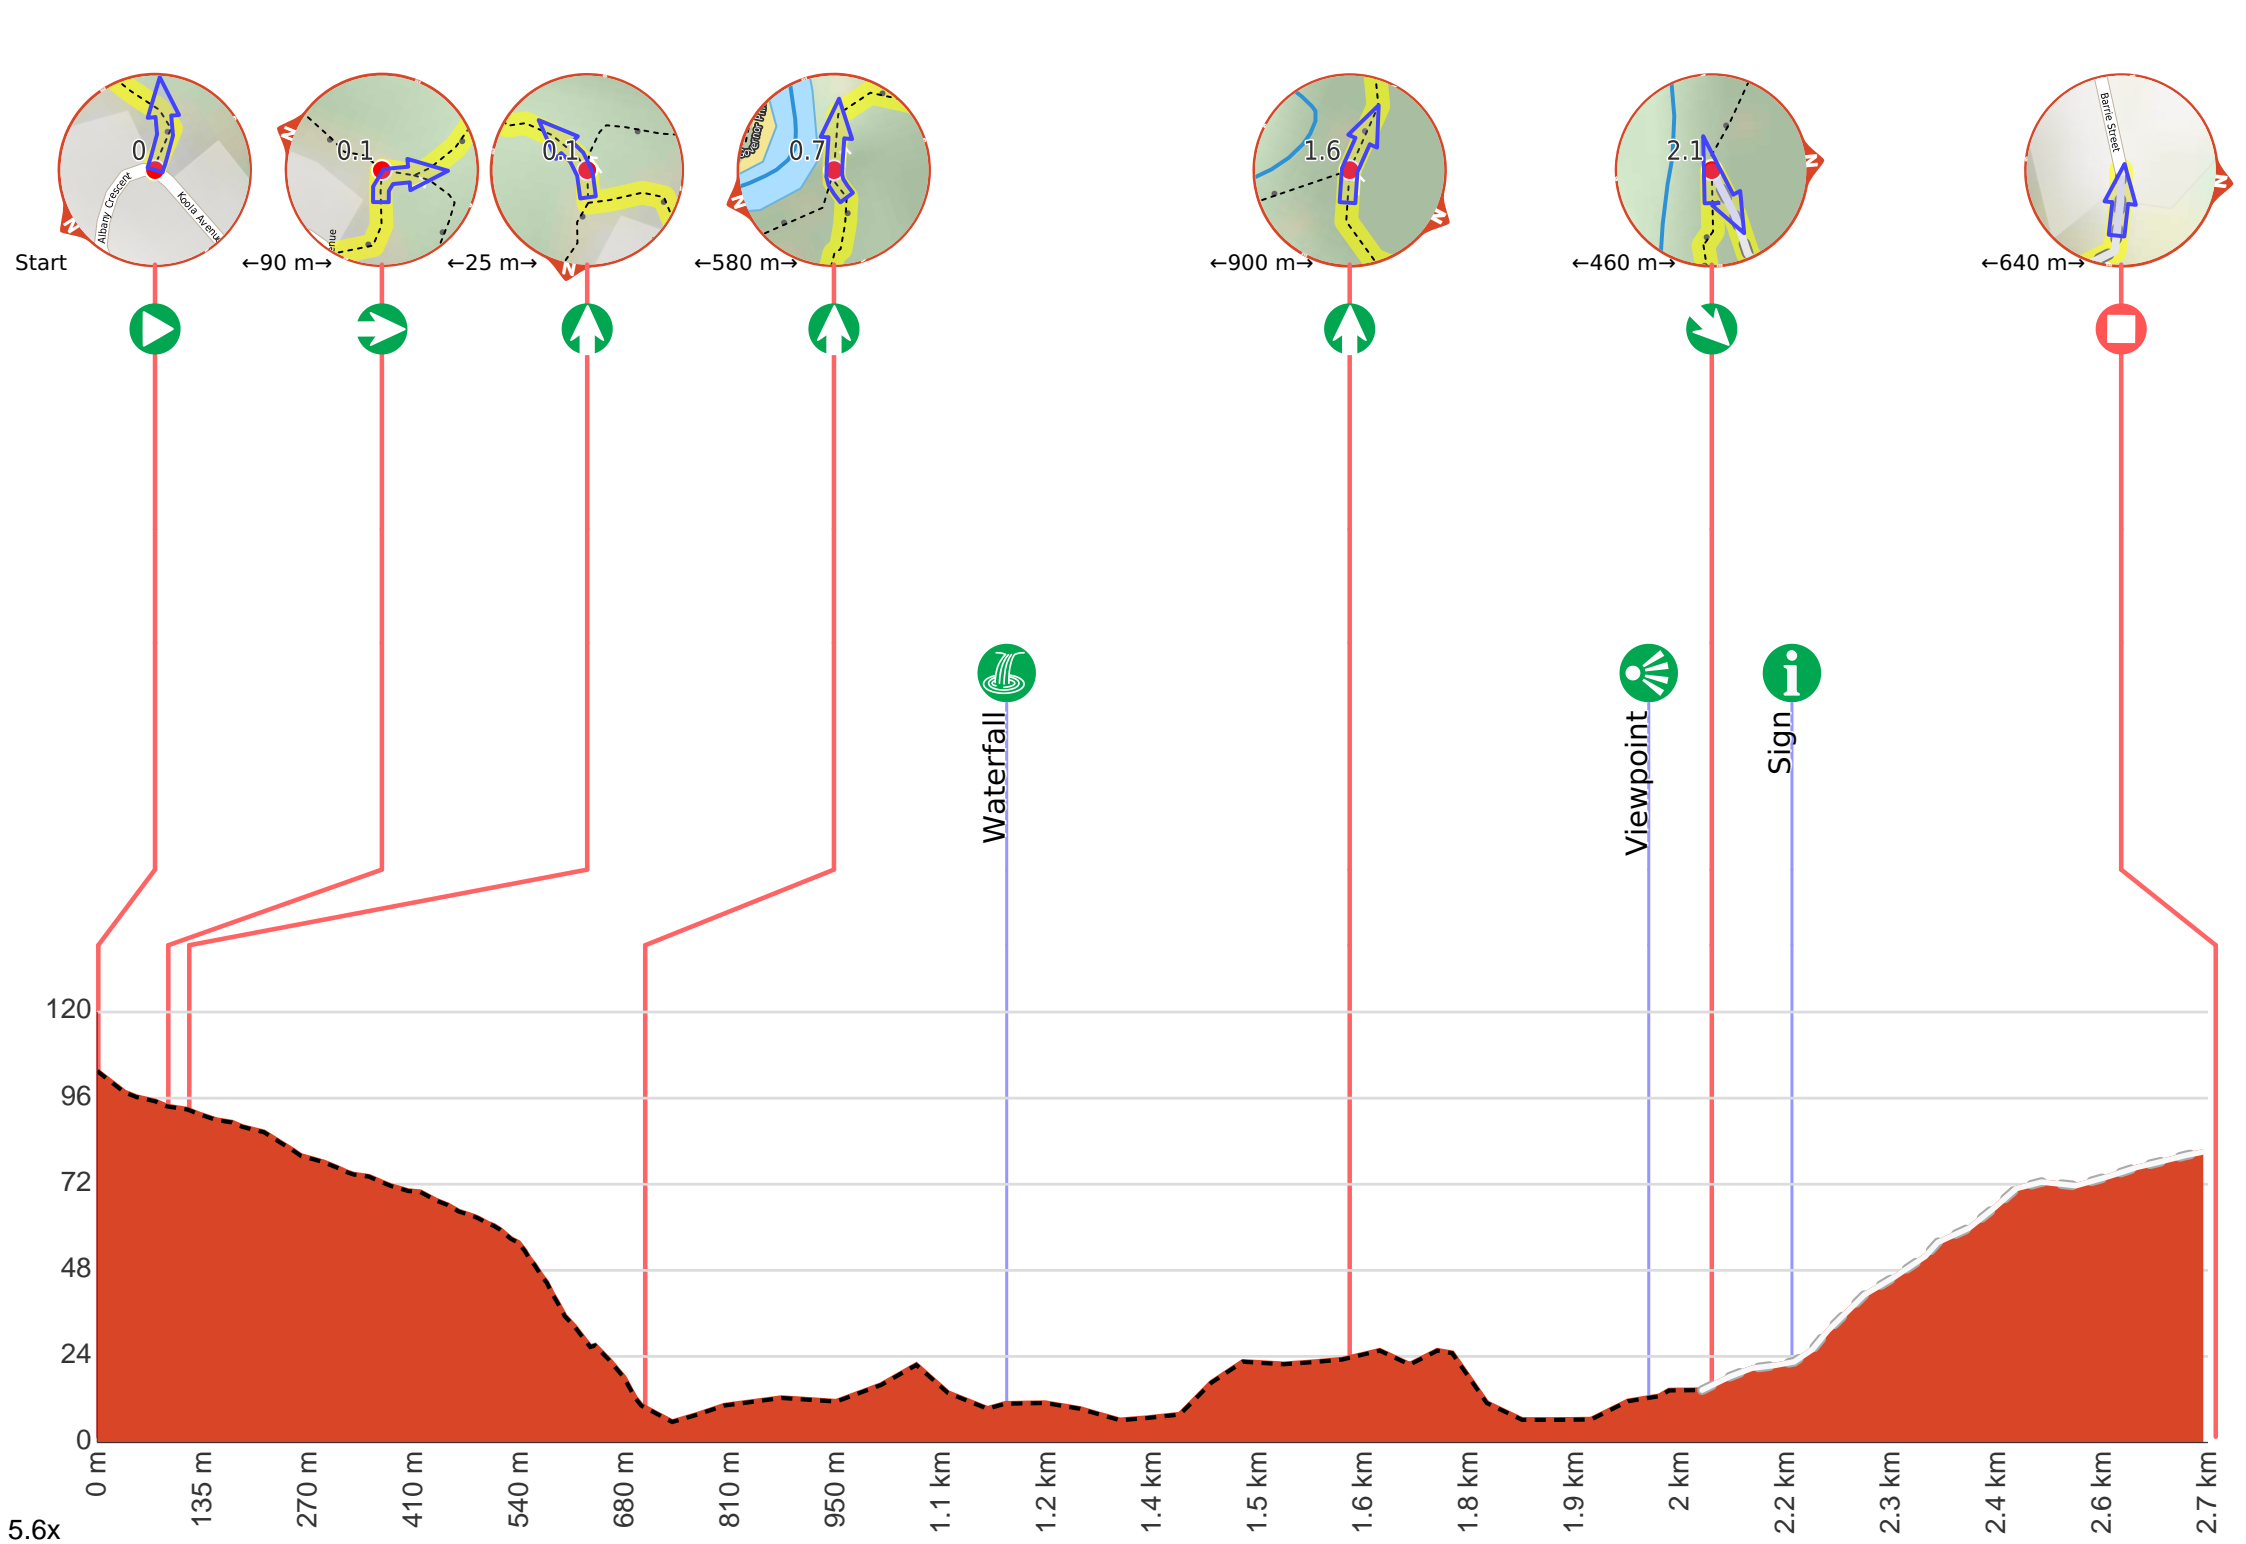 0
Albany Crescent
Koola Avenue
N
0.1
N
enue
0.1
N
0.7
N
1.6
N
2.1
N
Barrie Street
N
Start
←90 m→
←25 m→
←580 m→
←900 m→
←460 m→
←640 m→
Waterfall
Viewpoint
Sign
120
96
72
48
24
0
0 m
135 m
270 m
410 m
540 m
680 m
810 m
950 m
1.1 km
1.2 km
1.4 km
1.5 km
1.6 km
1.8 km
1.9 km
2 km
2.2 km
2.3 km
2.4 km
2.6 km
2.7 km
5.6x